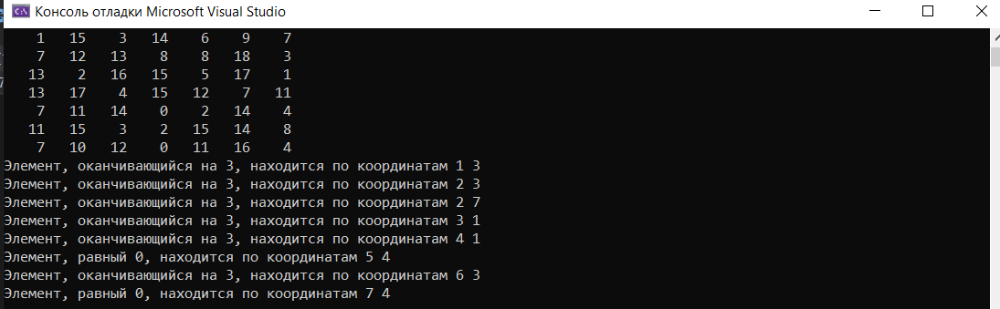 Консоль отладки Microsoft Visual Studio
1 15 3 14 6 9 7
7 12 13 8 8 18 3
13 2 16 15 5 17 1
13 17 4 15 12 7 11
7 11 14 0 2 14 4
11 15 3 2 15 14 8
7 10 12 0 11 16 4
Элемент, оканчивающийся на 3, находится по координатам 1 3
Элемент, оканчивающийся на 3, находится по координатам 2 3
Элемент, оканчивающийся на 3, находится по координатам 2 7
Элемент, оканчивающийся на 3, находится по координатам 3 1
Элемент, оканчивающийся на 3, находится по координатам 4 1
Элемент, равный 0, находится по координатам 5 4
Элемент, оканчивающийся на 3, находится по координатам 6 3
Элемент, равный 0, находится по координатам 7 4